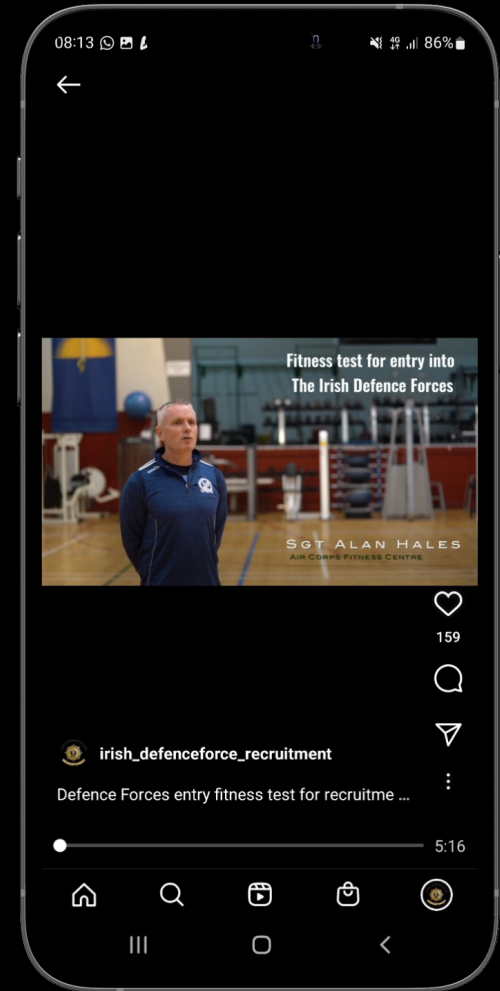 08:13
4G
86%
Fitness test for entry into
The Irish Defence Forces
SGT ALAN HALES
AIR CORPS FITNESS CENTRE
159
irish_defenceforce_recruitment
Defence Forces entry fitness test for recruitme ...
5:16